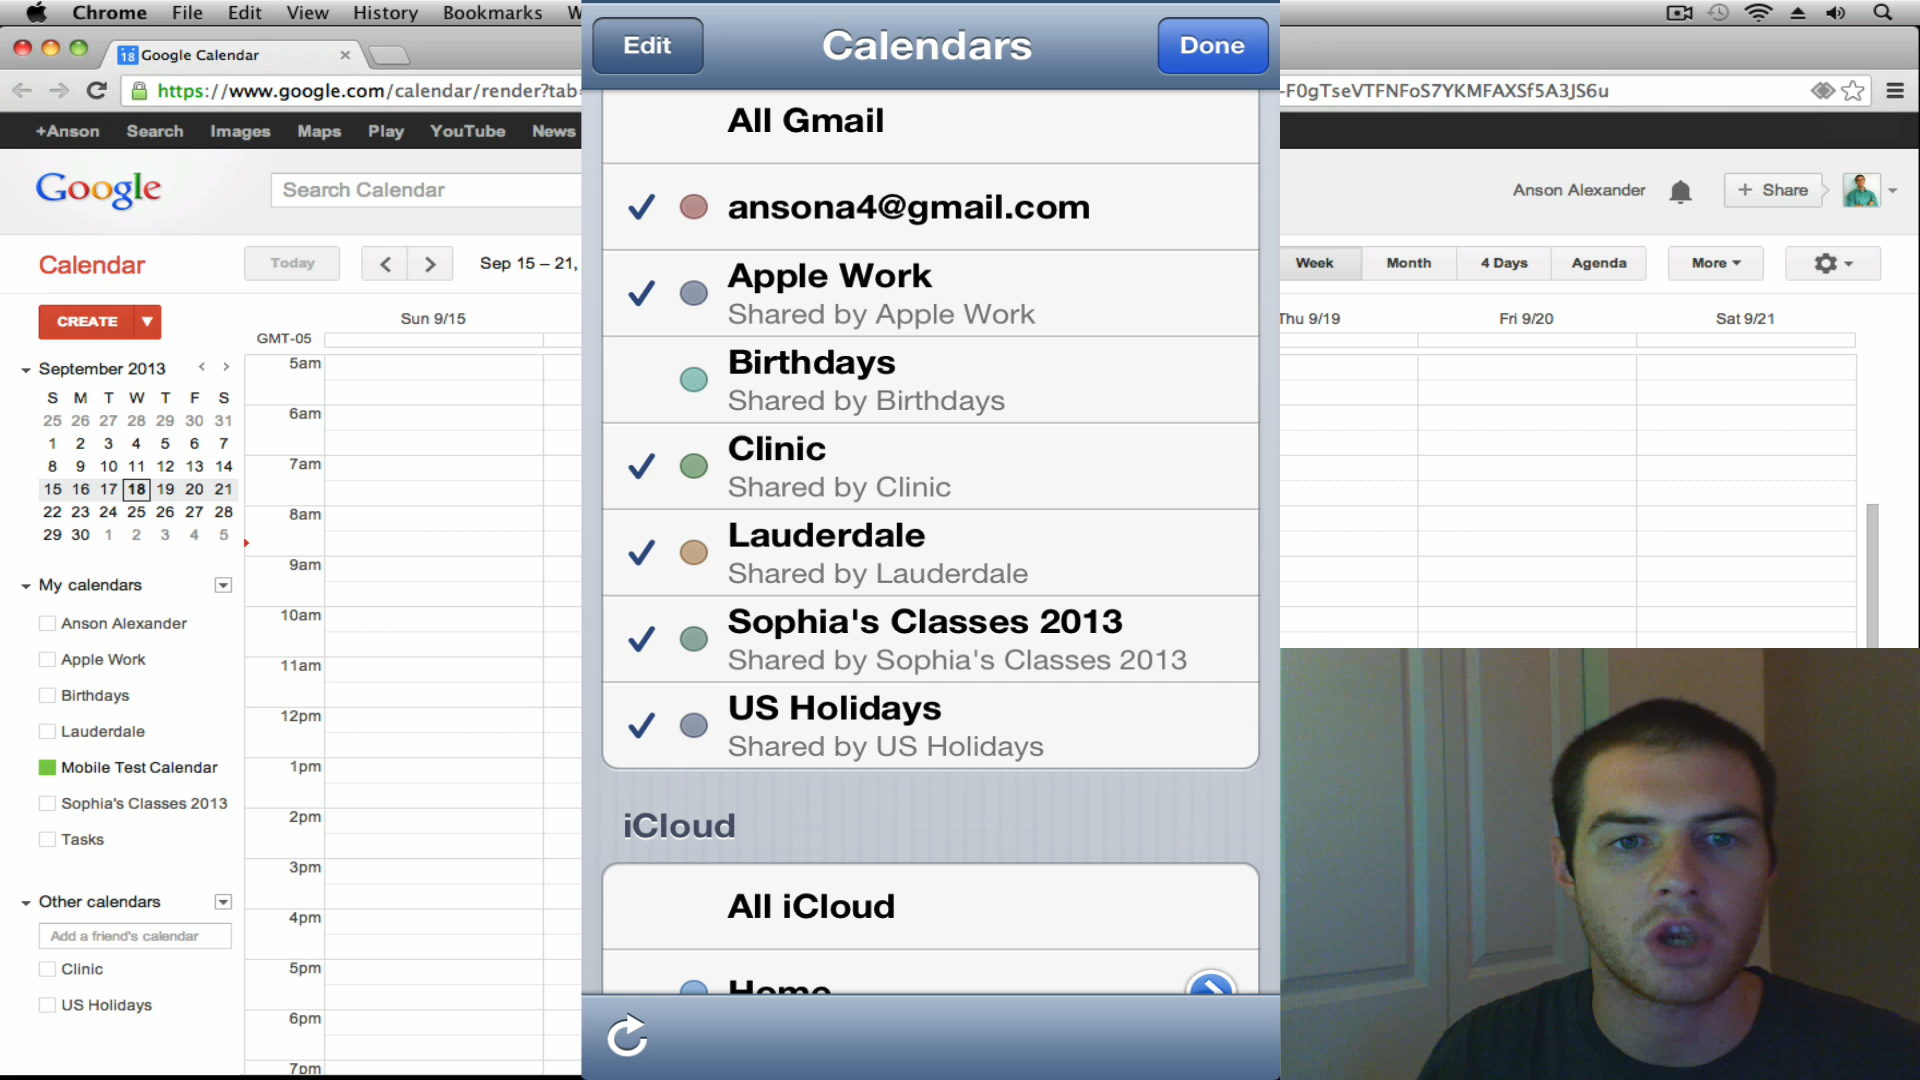 Chrome File Edit View History Bookmarks W
Google Calendar
https://www.google.com/calendar/render?tab=
-F0gTseVTFNFoS7YKMFAXSf5A3JS6u
+Anson Search Images Maps Play YouTube News
Google
Search Calendar
Anson Alexander
+ Share
Calendar
Today
Sep 15 – 21,
Week Month 4 Days Agenda More
CREATE
September 2013
S M T W T F S
25 26 27 28 29 30 31
1 2 3 4 5 6 7
8 9 10 11 12 13 14
15 16 17 18 19 20 21
22 23 24 25 26 27 28
29 30 1 2 3 4 5
My calendars
Anson Alexander
Apple Work
Birthdays
Lauderdale
Mobile Test Calendar
Sophia's Classes 2013
Tasks
Other calendars
Add a friend's calendar
Clinic
US Holidays
Sun 9/15
GMT-05
5am
6am
7am
8am
9am
10am
11am
12pm
1pm
2pm
3pm
4pm
5pm
6pm
7pm
Edit
Calendars
Done
All Gmail
ansona4@gmail.com
Apple Work
Shared by Apple Work
Birthdays
Shared by Birthdays
Clinic
Shared by Clinic
Lauderdale
Shared by Lauderdale
Sophia's Classes 2013
Shared by Sophia's Classes 2013
US Holidays
Shared by US Holidays
iCloud
All iCloud
Home
Thu 9/19
Fri 9/20
Sat 9/21